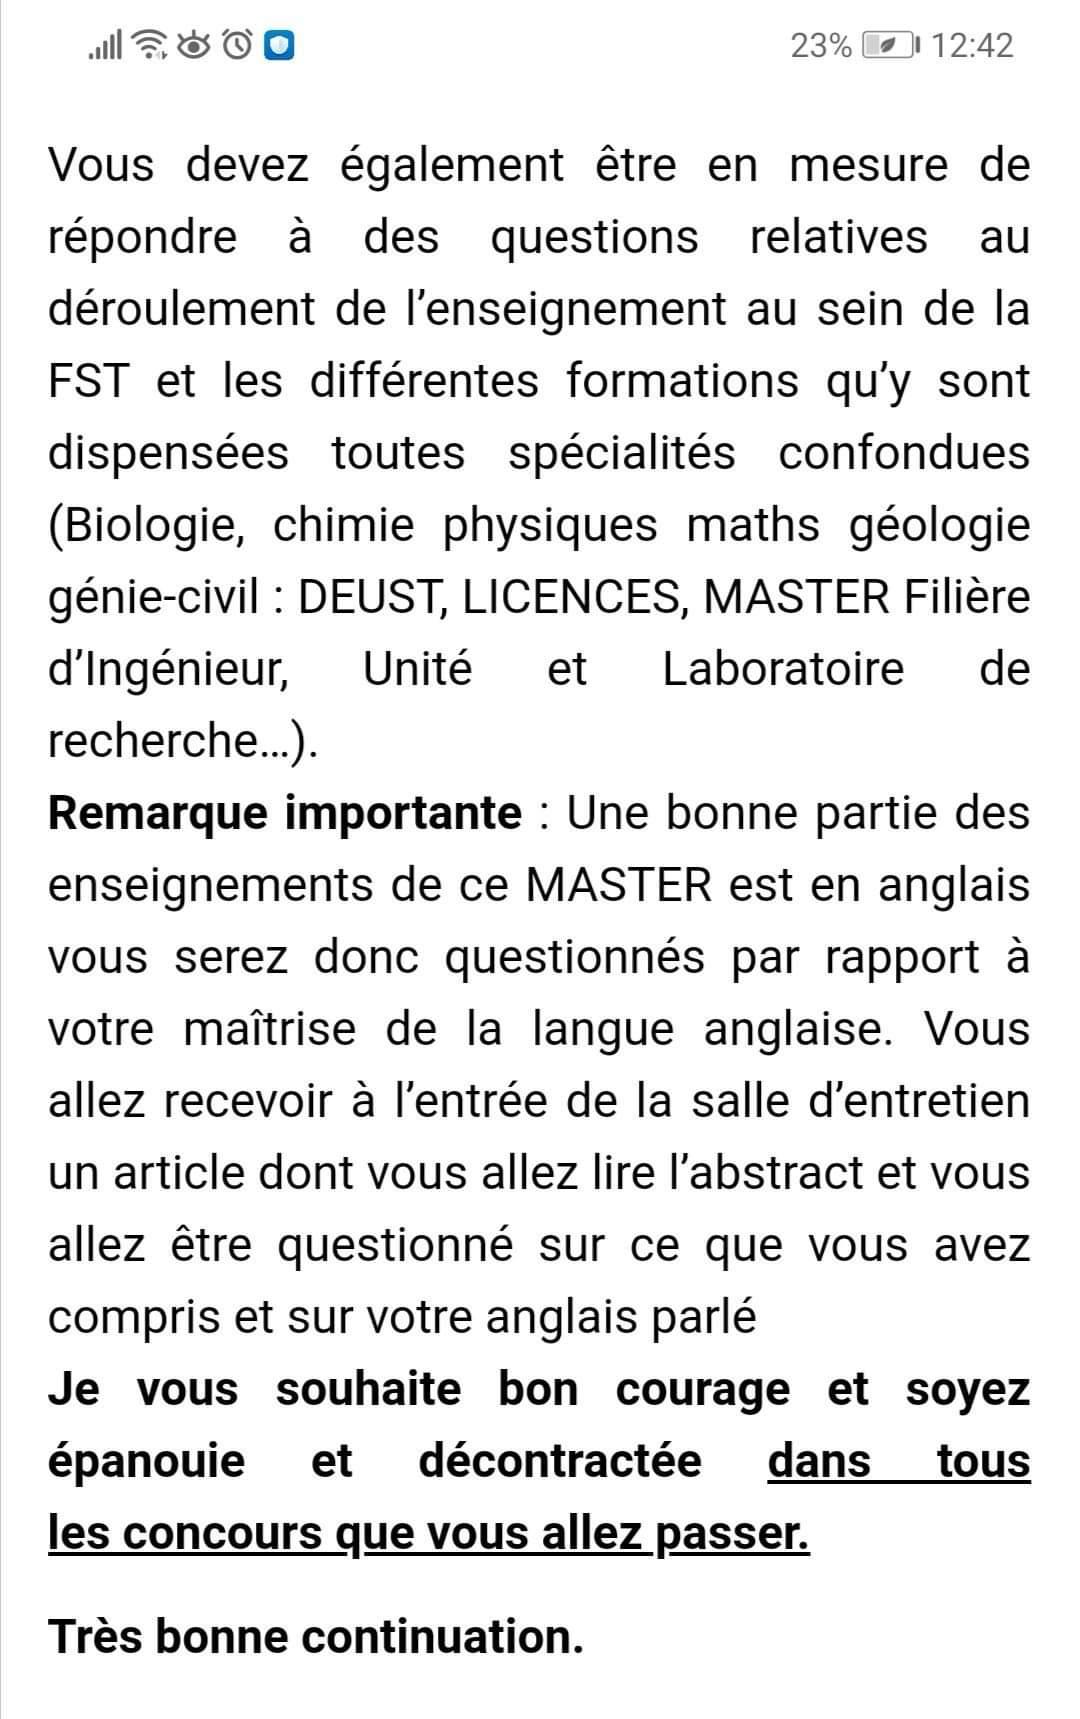 23% 12:42
Vous devez également être en mesure de
répondre à des questions relatives au
déroulement de l’enseignement au sein de la
FST et les différentes formations qu’y sont
dispensées toutes spécialités confondues
(Biologie, chimie physiques maths géologie
génie-civil : DEUST, LICENCES, MASTER Filière
d’Ingénieur, Unité et Laboratoire de
recherche…).
Remarque importante : Une bonne partie des
enseignements de ce MASTER est en anglais
vous serez donc questionnés par rapport à
votre maîtrise de la langue anglaise. Vous
allez recevoir à l’entrée de la salle d’entretien
un article dont vous allez lire l’abstract et vous
allez être questionné sur ce que vous avez
compris et sur votre anglais parlé
Je vous souhaite bon courage et soyez
épanouie et décontractée dans tous
les concours que vous allez passer.
Très bonne continuation.